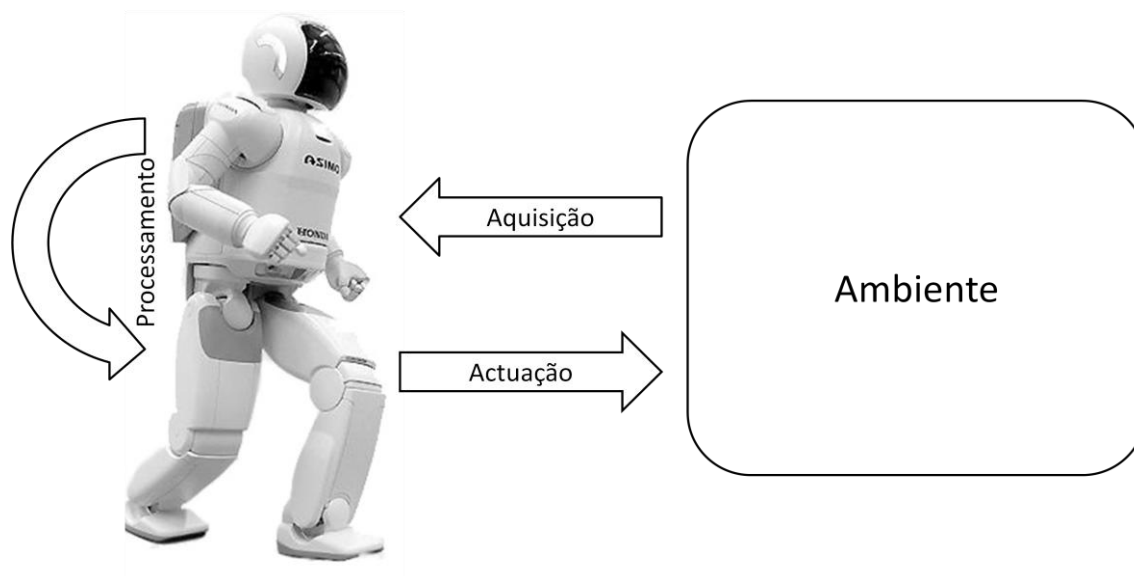 Processamento
ASIMO
HONDA
Aquisição
Actuação
Ambiente